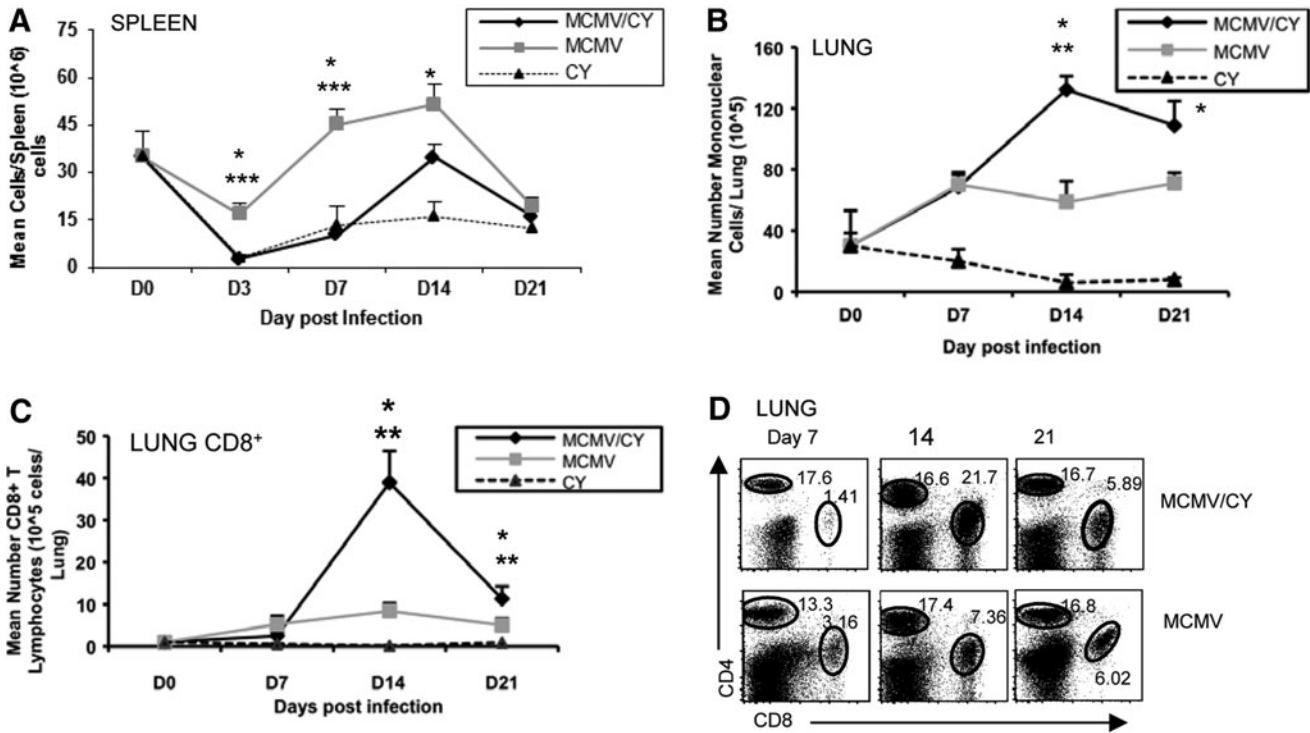 A
SPLEEN
MCMV/CY
MCMV
CY
Mean Cells/Spleen (10^6)
cells
75
60
45
30
15
0
*
***
*
***
*
D0 D3 D7 D14 D21
Day post Infection
B
LUNG
MCMV/CY
MCMV
CY
Mean Number Mononuclear
Cells/ Lung (10^5)
160
120
80
40
0
*
**
*
D0 D7 D14 D21
Day post infection
C
LUNG CD8+
MCMV/CY
MCMV
CY
Mean Number CD8+ T
Lymphocytes (10^5 celss/
Lung)
50
40
30
20
10
0
*
**
*
**
D0 D7 D14 D21
Days post infection
D
LUNG
Day 7 14 21
17.6 1.41
16.6 21.7
16.7 5.89
MCMV/CY
13.3 3.16
17.4 7.36
16.8 6.02
MCMV
CD4
CD8